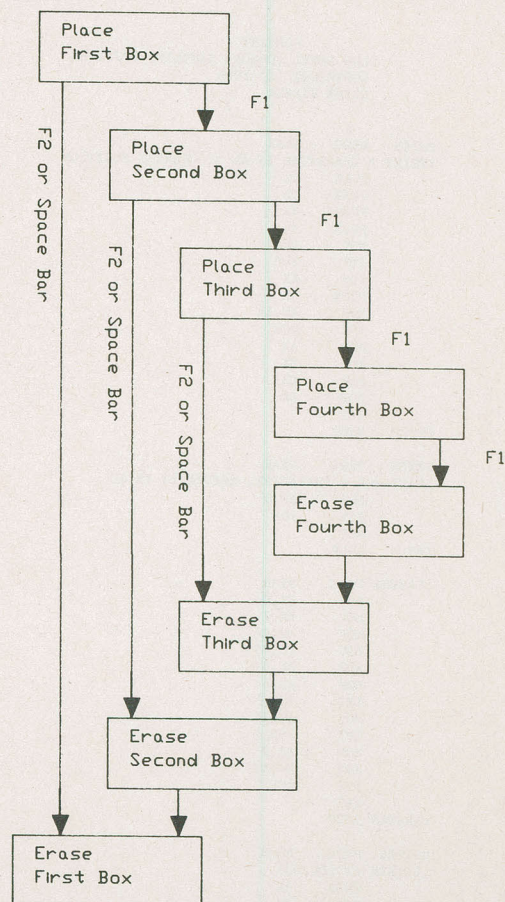 Place
First Box
F1
F2 or Space Bar
Place
Second Box
F1
F2 or Space Bar
Place
Third Box
F1
F2 or Space Bar
Place
Fourth Box
F1
Erase
Fourth Box
Erase
Third Box
Erase
Second Box
Erase
First Box